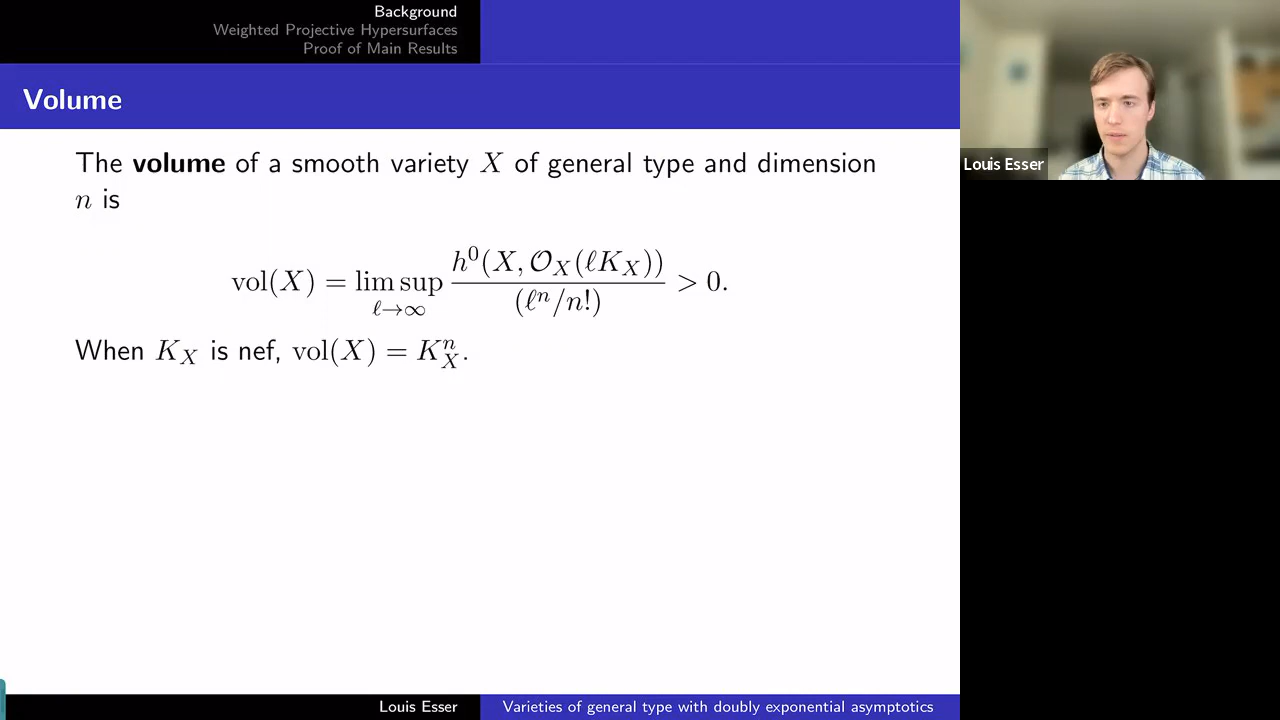 Background
Weighted Projective Hypersurfaces
Proof of Main Results
Volume
The volume of a smooth variety X of general type and dimension
n is
vol(X) = lim sup_{ℓ→∞} \frac{h^0(X, 𝒪_X(ℓK_X))}{(ℓ^n/n!)} > 0.
When K_X is nef, vol(X) = K_X^n.
Louis Esser
Louis Esser Varieties of general type with doubly exponential asymptotics